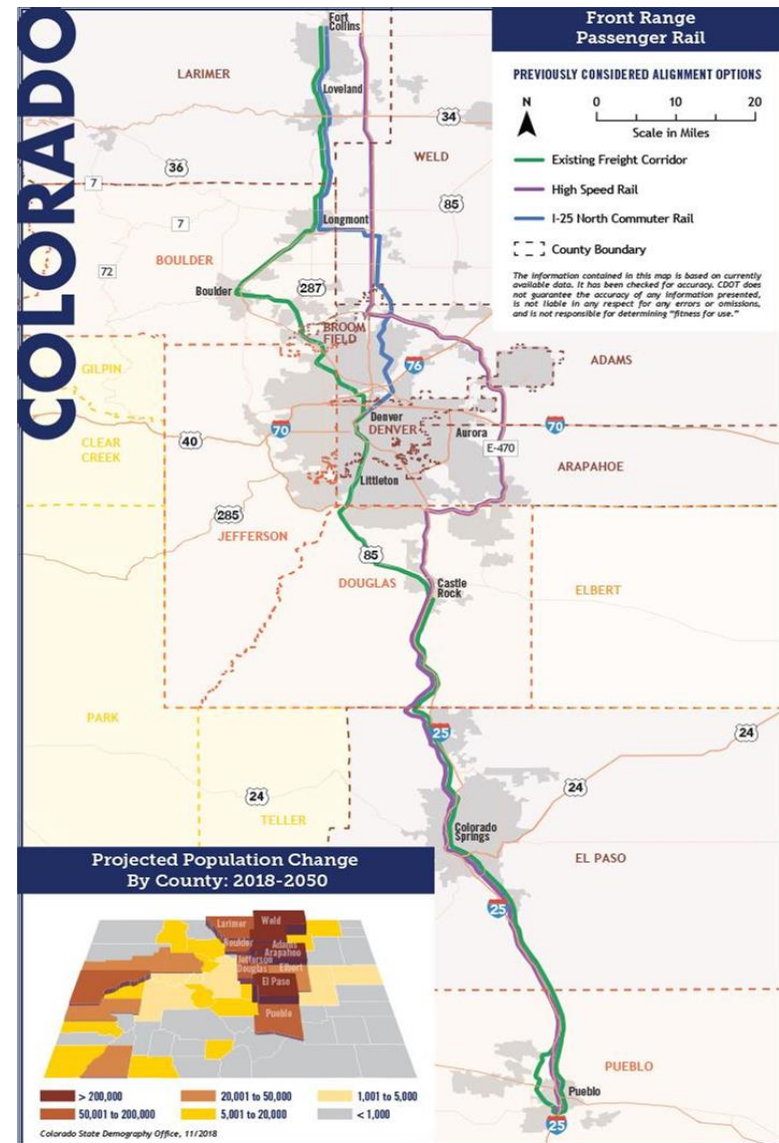 COLORADO
Front Range
Passenger Rail
PREVIOUSLY CONSIDERED ALIGNMENT OPTIONS
N
0 10 20
Scale in Miles
Existing Freight Corridor
High Speed Rail
I-25 North Commuter Rail
County Boundary
The information contained in this map is based on currently
available data. It has been checked for accuracy. CDOT does
not guarantee the accuracy of any information presented,
is not liable in any respect for any errors or omissions,
and is not responsible for determining "fitness for use."
Fort
Collins
LARIMER
Loveland
34
WELD
36
7
85
7
Longmont
BOULDER
72
287
Boulder
BROOM
FIELD
ADAMS
76
GILPIN
Denver
70
DENVER
Aurora
70
40
CLEAR
CREEK
E-470
ARAPAHOE
Littleton
285
JEFFERSON
85
DOUGLAS
Castle
Rock
ELBERT
PARK
25
24
24
24
TELLER
Colorado
Springs
EL PASO
25
PUEBLO
Pueblo
25
Projected Population Change
By County: 2018-2050
Larimer
Weld
Boulder
Adams
Arapahoe
Jefferson
Douglas
Elbert
El Paso
Pueblo
> 200,000
20,001 to 50,000
1,001 to 5,000
50,001 to 200,000
5,001 to 20,000
< 1,000
Colorado State Demography Office, 11/2018